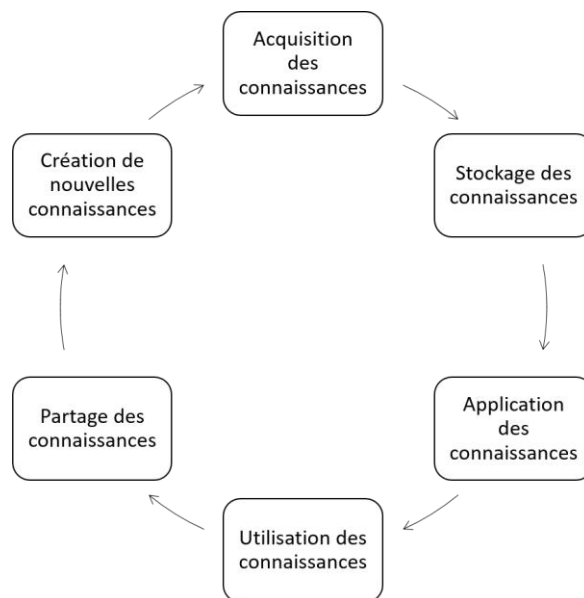 Acquisition
des
connaissances
Stockage des
connaissances
Application
des
connaissances
Utilisation des
connaissances
Partage des
connaissances
Création de
nouvelles
connaissances